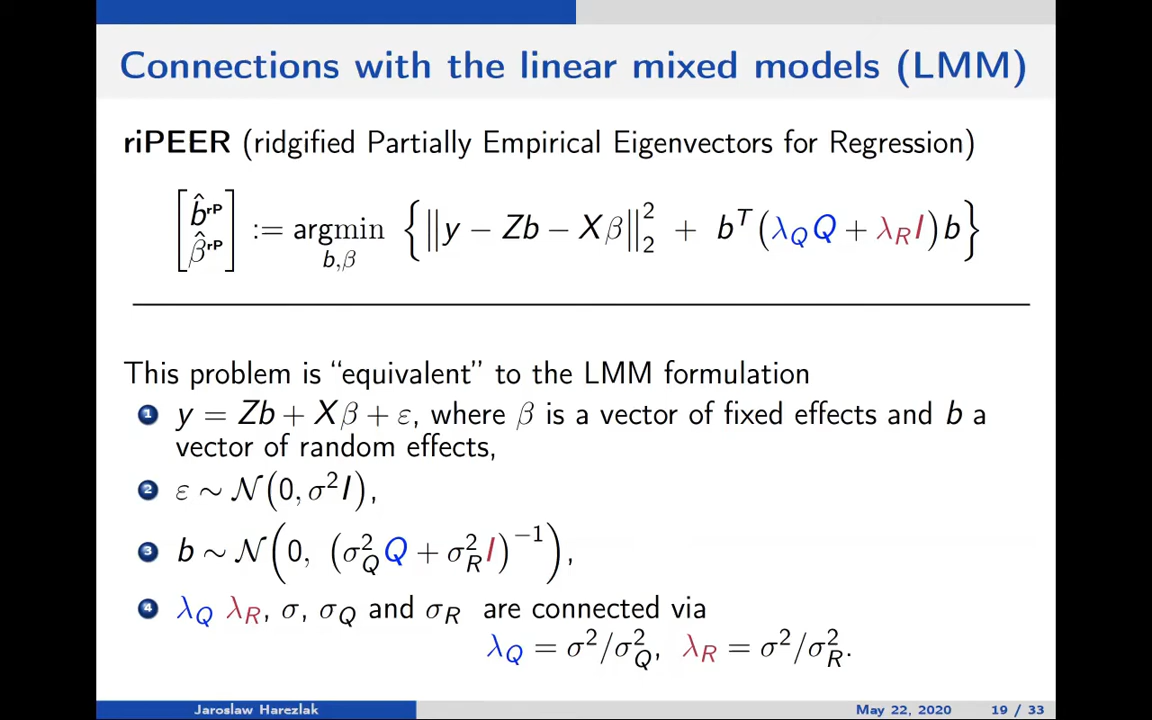 Connections with the linear mixed models (LMM)
riPEER (ridgified Partially Empirical Eigenvectors for Regression)
[b̂^rP β̂^rP] := argmin_{b,β} {‖y − Zb − Xβ‖₂² + b^T(λ_Q Q + λ_R I)b}
This problem is “equivalent” to the LMM formulation
1 y = Zb + Xβ + ε, where β is a vector of fixed effects and b a
vector of random effects,
2 ε ∼ N(0, σ²I),
3 b ∼ N(0, (σ_Q² Q + σ_R² I)^−1),
4 λ_Q λ_R, σ, σ_Q and σ_R are connected via
λ_Q = σ²/σ_Q², λ_R = σ²/σ_R².
Jaroslaw Harezlak May 22, 2020 19 / 33